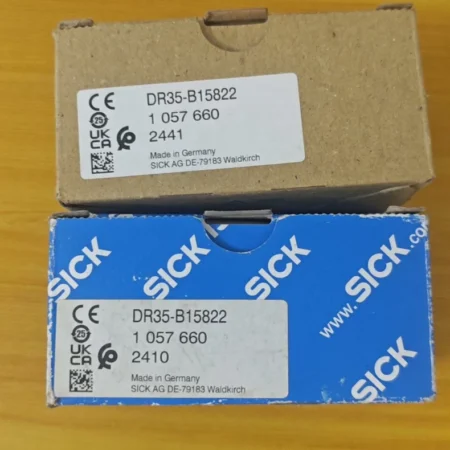 CE
DR35-B15822
25
1 057 660
UK
CA
2441
Made in Germany
SICK AG DE-79183 Waldkirch
SICK
SICK
SICK
www.SICK.co
SICK
SICK
CE
DR35-B15822
25
1 057 660
UK
CA
2410
Made in Germany
SICK AG DE-79183 Waldkirch